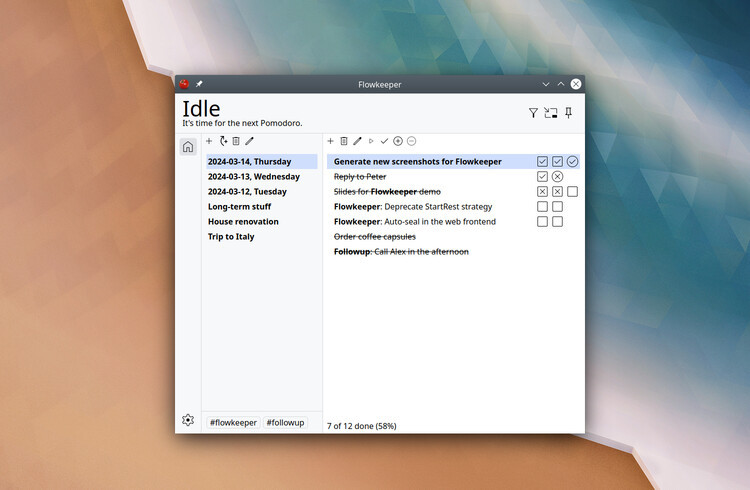 Flowkeeper
Idle
It's time for the next Pomodoro.
2024-03-14, Thursday
2024-03-13, Wednesday
2024-03-12, Tuesday
Long-term stuff
House renovation
Trip to Italy
#flowkeeper #followup
Generate new screenshots for Flowkeeper
Reply to Peter
Slides for Flowkeeper demo
Flowkeeper: Deprecate StartRest strategy
Flowkeeper: Auto-seal in the web frontend
Order coffee capsules
Followup: Call Alex in the afternoon
7 of 12 done (58%)